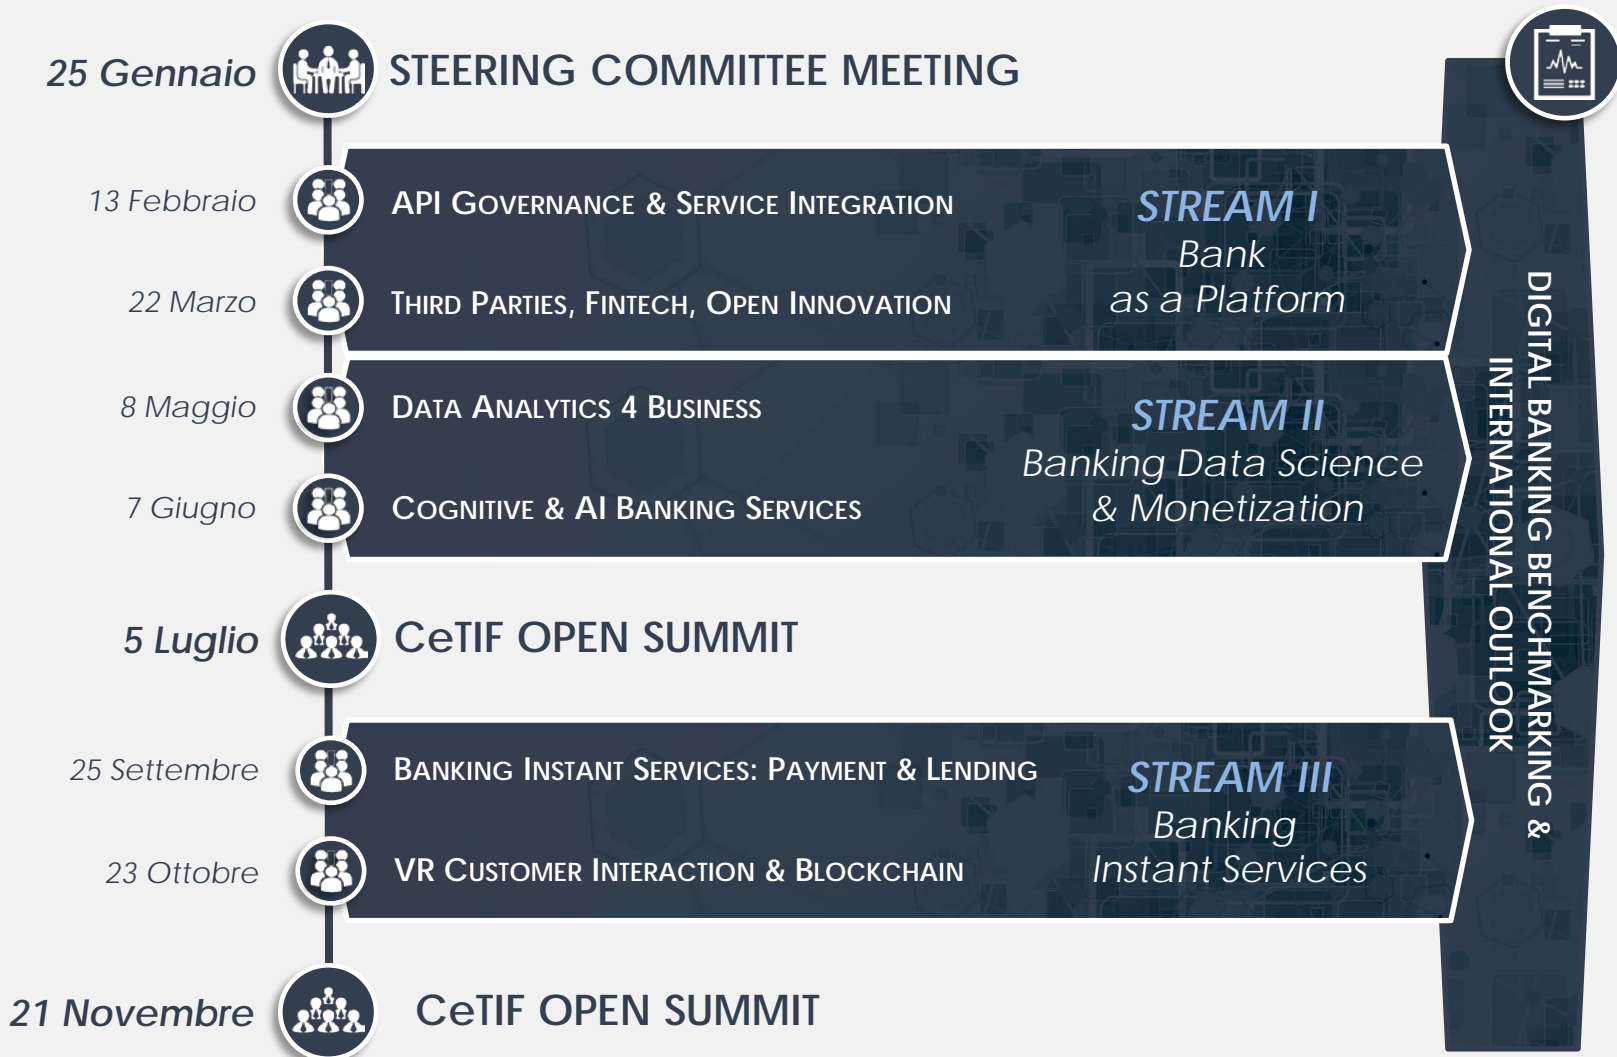 25 Gennaio
STEERING COMMITTEE MEETING
13 Febbraio
API GOVERNANCE & SERVICE INTEGRATION
22 Marzo
THIRD PARTIES, FINTECH, OPEN INNOVATION
STREAM I
Bank
as a Platform
8 Maggio
DATA ANALYTICS 4 BUSINESS
7 Giugno
COGNITIVE & AI BANKING SERVICES
STREAM II
Banking Data Science
& Monetization
5 Luglio
CeTIF OPEN SUMMIT
25 Settembre
BANKING INSTANT SERVICES: PAYMENT & LENDING
23 Ottobre
VR CUSTOMER INTERACTION & BLOCKCHAIN
STREAM III
Banking
Instant Services
21 Novembre
CeTIF OPEN SUMMIT
DIGITAL BANKING BENCHMARKING &
INTERNATIONAL OUTLOOK